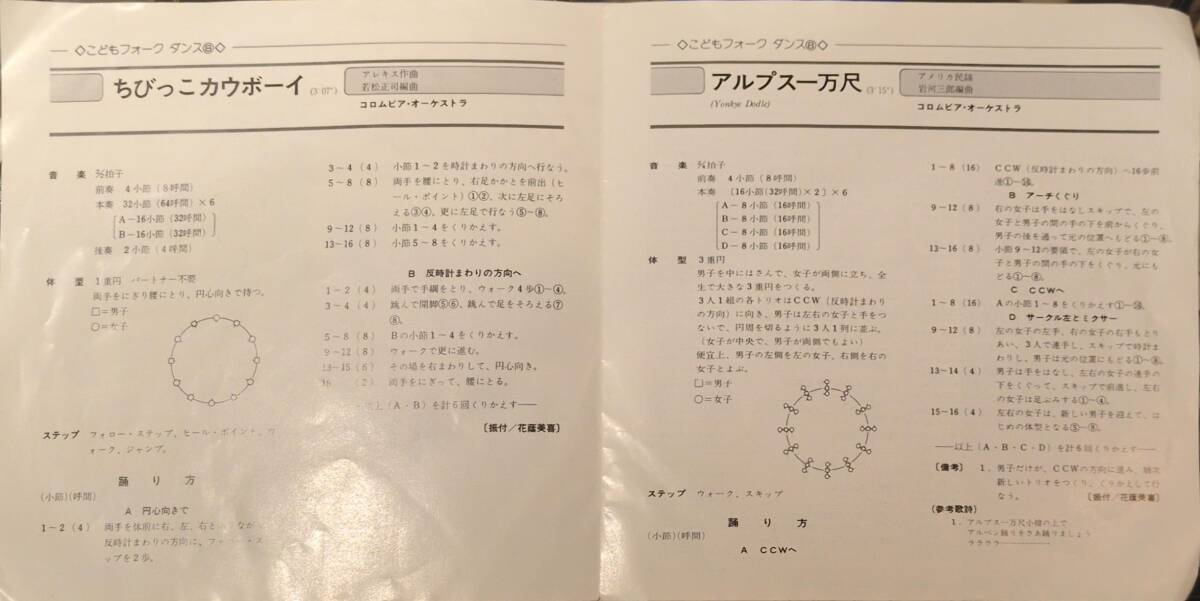 ◇こどもフォーク ダンス⑧◇
ちびっこカウボーイ
(3′07″)
アレキス作曲
若松正司編曲
コロムビア・オーケストラ
音 楽 2/4拍子
前奏 4小節(8呼間)
本奏 32小節(64呼間)×6
A−16小節(32呼間)
B−16小節(32呼間)
後奏 2小節(4呼間)
体 型 1重円 パートナー不要
両手をにぎり腰にとり、円心向きで待つ。
□=男子
○=女子
ステップ フォロー・ステップ、ヒール・ポイント、ウ
ォーク、ジャンプ。
踊 り 方
(小節)(呼間)
A 円心向きで
1~2(4) 両手を体前に右、左、右と
反時計まわりの方向に、フォロー・ス
ップを2歩。
3~4(4) 小節1~2を時計まわりの方向へ行なう。
5~8(8) 両手を腰にとり、右足かかとを前出(ヒ
ール・ポイント)①②、次に左足にそろ
える③④、更に左足で行なう⑤~⑧。
9~12(8) 小節1~4をくりかえす。
13~16(8) 小節5~8をくりかえす。
B 反時計まわりの方向へ
1~2(4) 両手で手綱をとり、ウォーク4歩①~④。
3~4(4) 跳んで開脚⑤⑥、跳んで足をそろえる⑦
⑧。
5~8(8) Bの小節1~4をくりかえす。
9~12(8) ウォークで更に進む。
13~15(6) その場を右まわりして、円心向き。
16(2) 両手をにぎって、腰にとる。
以上(A・B)を計6回くりかえす──
〔振付/花蔭美喜〕
◇こどもフォーク ダンス⑧◇
アルプス一万尺
(3′15″)
(Yonkye Dodle)
アメリカ民謡
岩河三郎編曲
コロムビア・オーケストラ
音 楽 2/4拍子
前奏 4小節(8呼間)
本奏 〔16小節(32呼間)×2〕×6
A−8小節(16呼間)
B−8小節(16呼間)
C−8小節(16呼間)
D−8小節(16呼間)
体 型 3重円
男子を中にはさんで、女子が両側に立ち、全
生で大きな3重円をつくる。
3人1組の各トリオはCCW(反時計まわり
の方向)に向き、男子は左右の女子と手をつ
ないで、円周を切るように3人1列に並ぶ。
(女子が中央で、男子が両側でもよい)
便宜上、男子の左側を左の女子、右側を右の
女子とよぶ。
□=男子
○=女子
ステップ ウォーク、スキップ
踊 り 方
(小節)(呼間)
A CCWへ
1~8(16) CCW(反時計まわりの方向)へ16歩前
進①~⑯。
B アーチくぐり
9~12(8) 右の女子は手をはなしスキップで、左の
女子と男子の間の手の下を前からくぐり、
男子の後を通って元の位置へもどる①~⑧。
13~16(8) 小節9~12の要領で、左の女子が右の女
子と男子の間の手の下をくぐり、元にも
どる①~⑧。
C CCWへ
1~8(16) Aの小節1~8をくりかえす①~⑯。
D サークル左とミクサー
9~12(8) 左の女子の左手、右の女子の右手もとり
あい、3人で連手し、スキップで時計ま
わりし、男子は元の位置にもどる①~⑧。
13~14(4) 男子は手をはなし、左右の女子の連手の
下をくぐって、スキップで前進し、左右
の女子は足ぶみする①~④。
15~16(4) 左右の女子は、新しい男子を迎えて、は
じめの体型となる⑤~⑧。
──以上(A・B・C・D)を計6回くりかえす──
〔備考〕 1. 男子だけが、CCWの方向に進み、順次
新しいトリオをつくり、くりかえして行
なう。 〔振付/花蔭美喜〕
(参考歌詩)
1. アルプス一万尺小槍の上で
アルペン踊りをさあ踊りましょう
ララララ──────